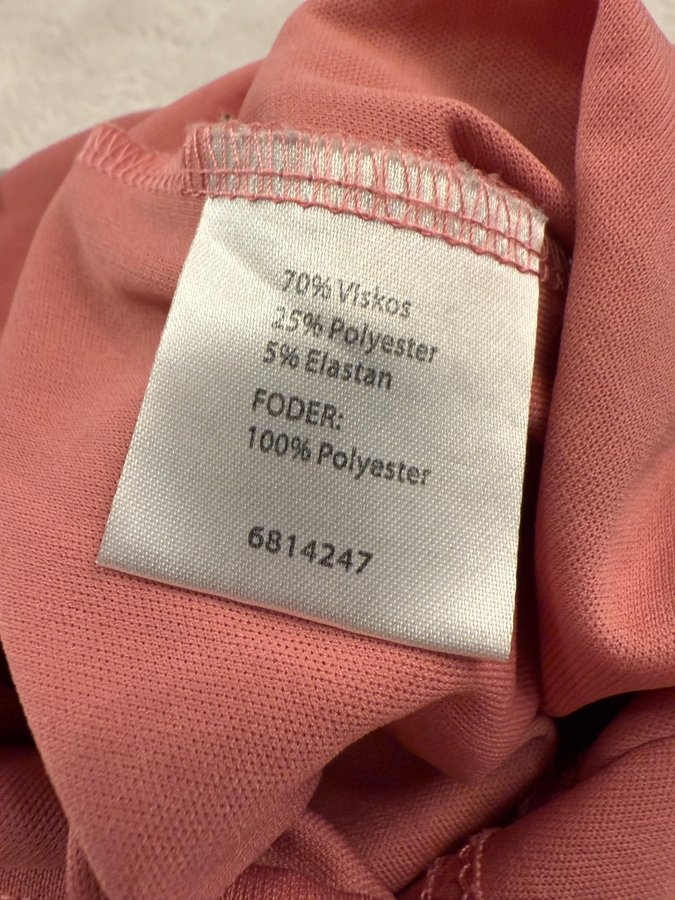 70% Viskos
25% Polyester
5% Elastan
FODER:
100% Polyester
6814247